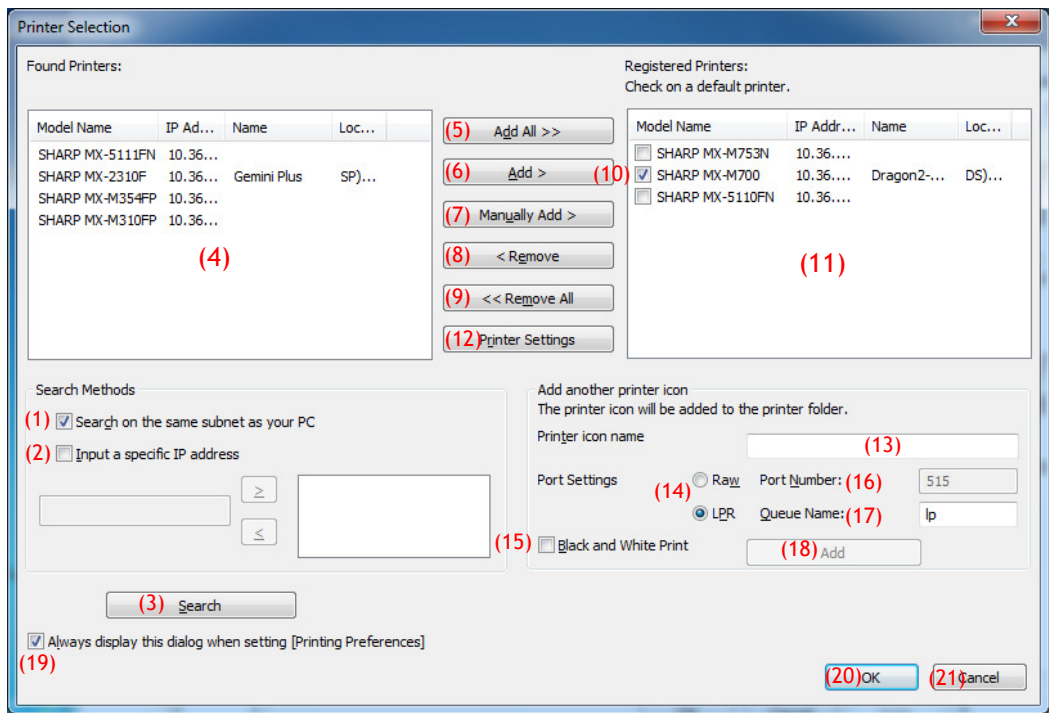 Printer Selection
x
Found Printers:
Registered Printers:
Check on a default printer.
Model Name IP Ad... Name Loc...
SHARP MX-5111FN 10.36...
SHARP MX-2310F 10.36... Gemini Plus SP)...
SHARP MX-M354FP 10.36...
SHARP MX-M310FP 10.36...
(4)
(5) Add All >>
(6) Add >
(7) Manually Add >
(8) < Remove
(9) << Remove All
(12) Printer Settings
Model Name IP Addr... Name Loc...
SHARP MX-M753N 10.36....
(10) SHARP MX-M700 10.36.... Dragon2-... DS)...
SHARP MX-5110FN 10.36....
(11)
Search Methods
(1) Search on the same subnet as your PC
(2) Input a specific IP address
≥
≤
(3) Search
Add another printer icon
The printer icon will be added to the printer folder.
Printer icon name (13)
Port Settings (14) Raw Port Number: (16) 515
LPR Queue Name: (17) lp
(15) Black and White Print (18) Add
Always display this dialog when setting [Printing Preferences]
(19)
(20) OK (21) Cancel